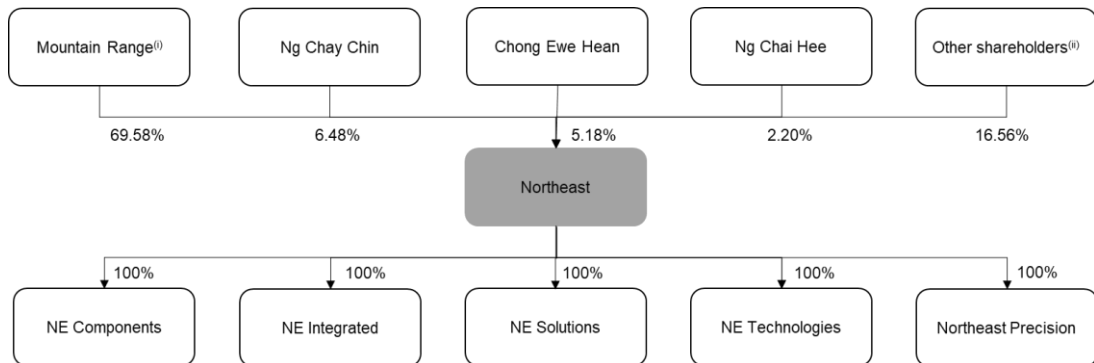 Mountain Range(i)
Ng Chay Chin
Chong Ewe Hean
Ng Chai Hee
Other shareholders(ii)
69.58%
6.48%
5.18%
2.20%
16.56%
Northeast
100%
100%
100%
100%
100%
NE Components
NE Integrated
NE Solutions
NE Technologies
Northeast Precision